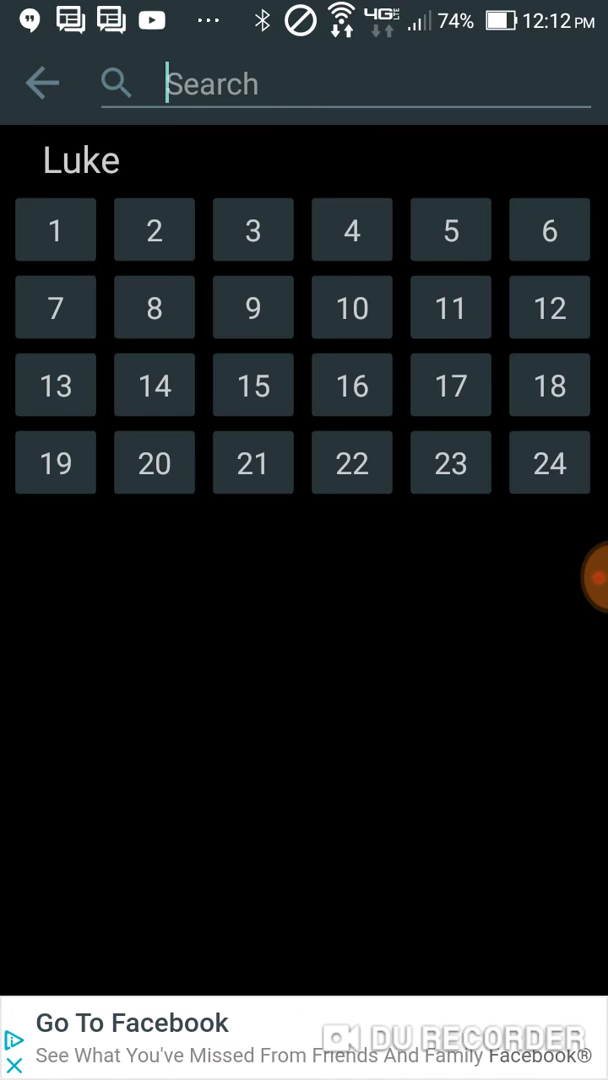 4G 74% 12:12 PM
Search
Luke
1 2 3 4 5 6
7 8 9 10 11 12
13 14 15 16 17 18
19 20 21 22 23 24
Go To Facebook
See What You've Missed From Friends And Family Facebook®
DU RECORDER